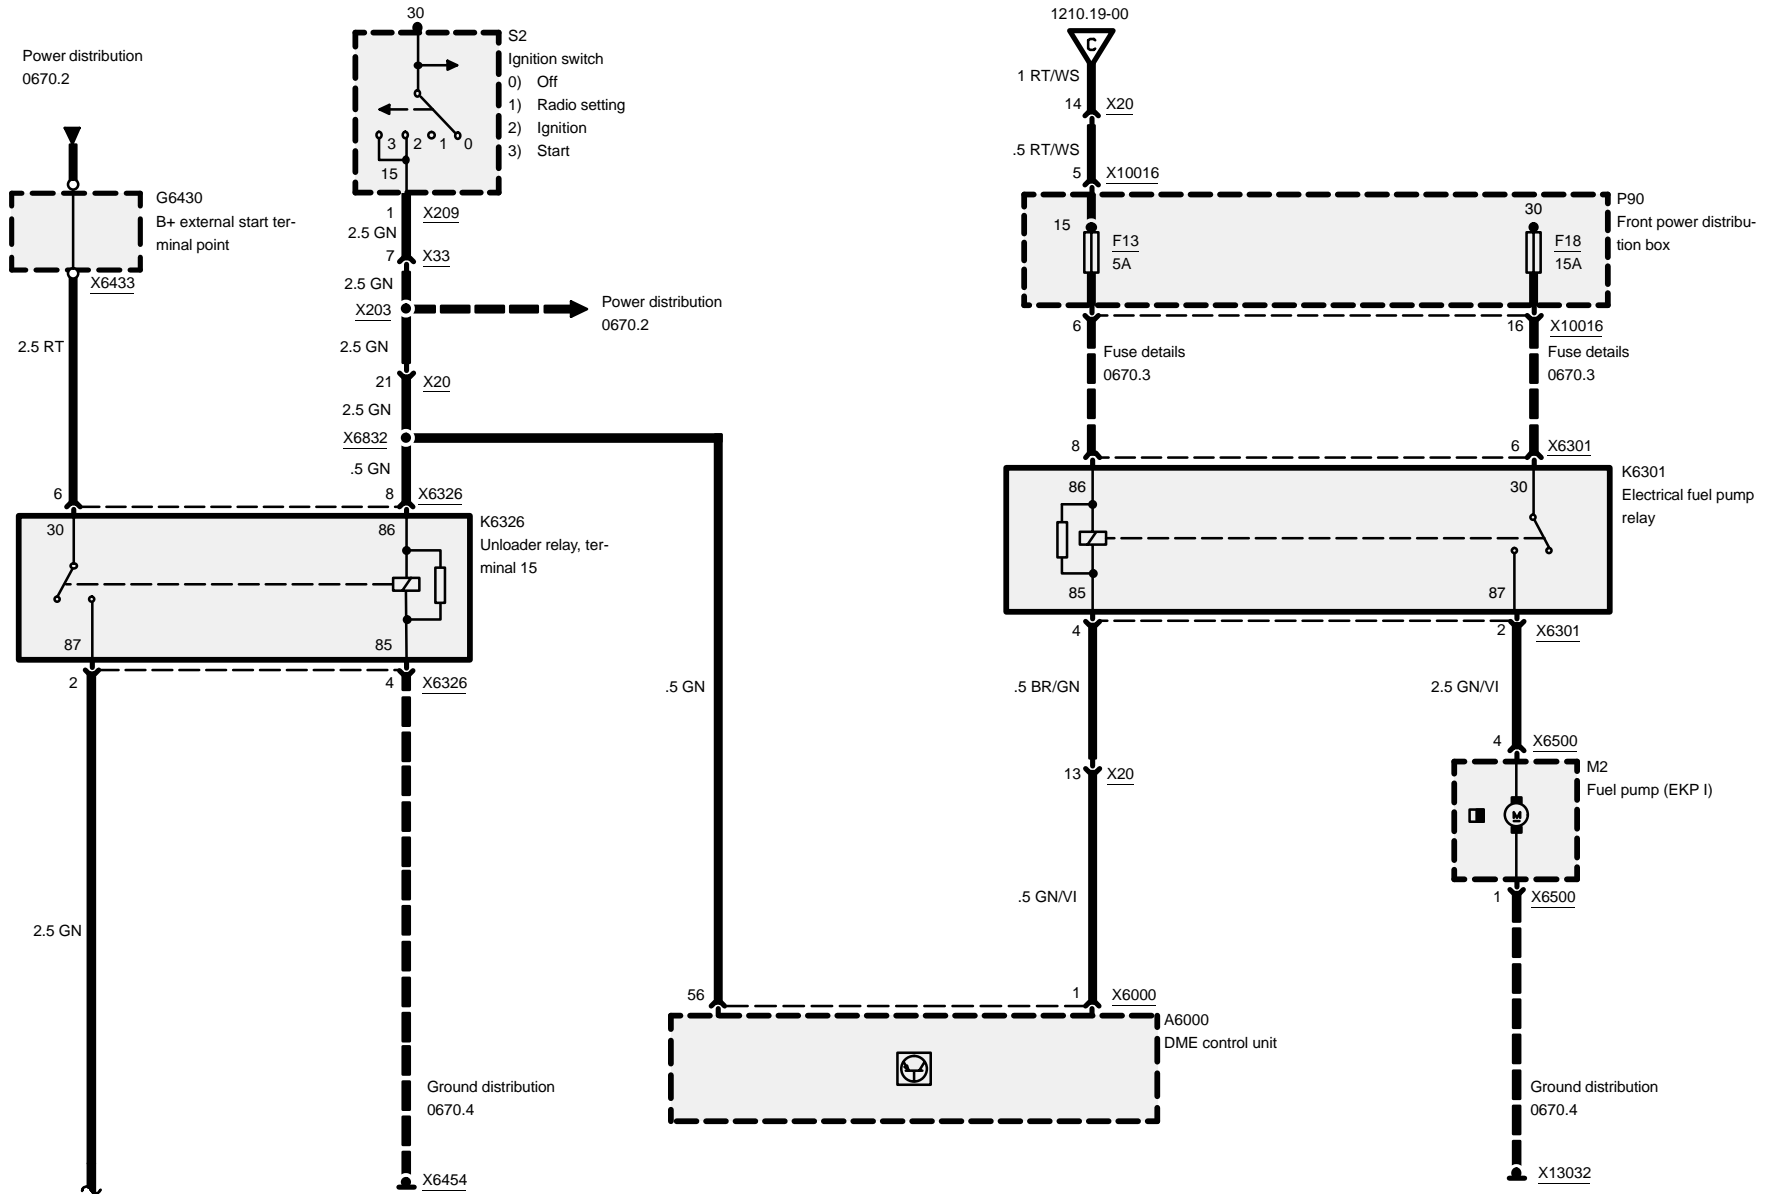 30
1210.19-00
C
S2
Ignition switch
0) Off
1) Radio setting
2) Ignition
3) Start
Power distribution
0670.2
3 2 1 0
15
1 RT/WS
14 X20
.5 RT/WS
5 X10016
G6430
B+ external start ter-
minal point
X6433
1 X209
2.5 GN
7 X33
2.5 GN
X203
Power distribution
0670.2
P90
Front power distribu-
tion box
15
F13
5A
30
F18
15A
6
16 X10016
Fuse details
0670.3
Fuse details
0670.3
2.5 RT
2.5 GN
21 X20
2.5 GN
X6832
.5 GN
6
8 X6326
8
6 X6301
30
86
K6326
Unloader relay, ter-
minal 15
87
85
2
4 X6326
86
30
K6301
Electrical fuel pump
relay
85
87
4
2 X6301
.5 GN
.5 BR/GN
2.5 GN/VI
4 X6500
13 X20
M2
Fuel pump (EKP I)
M
1 X6500
.5 GN/VI
2.5 GN
56
1 X6000
A6000
DME control unit
Ground distribution
0670.4
Ground distribution
0670.4
X6454
X13032